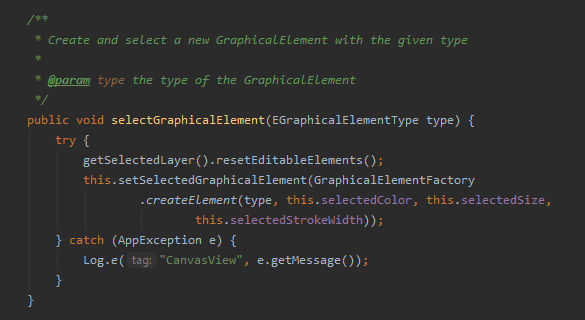 /**
 * Create and select a new GraphicalElement with the given type
 *
 * @param type the type of the GraphicalElement
 */
public void selectGraphicalElement(EGraphicalElementType type) {
    try {
        getSelectedLayer().resetEditableElements();
        this.setSelectedGraphicalElement(GraphicalElementFactory
                .createElement(type, this.selectedColor, this.selectedSize,
                        this.selectedStrokeWidth));
    } catch (AppException e) {
        Log.e( tag: "CanvasView", e.getMessage());
    }
}